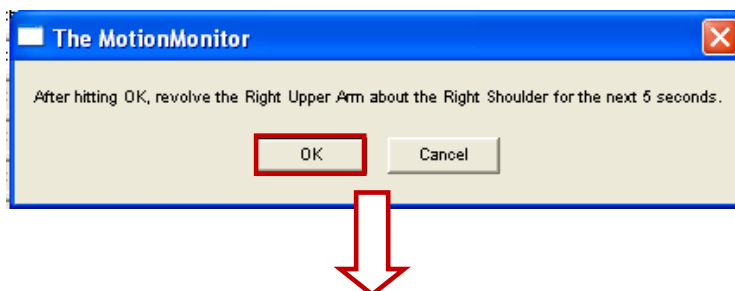 The MotionMonitor
After hitting OK, revolve the Right Upper Arm about the Right Shoulder for the next 5 seconds.
OK
Cancel